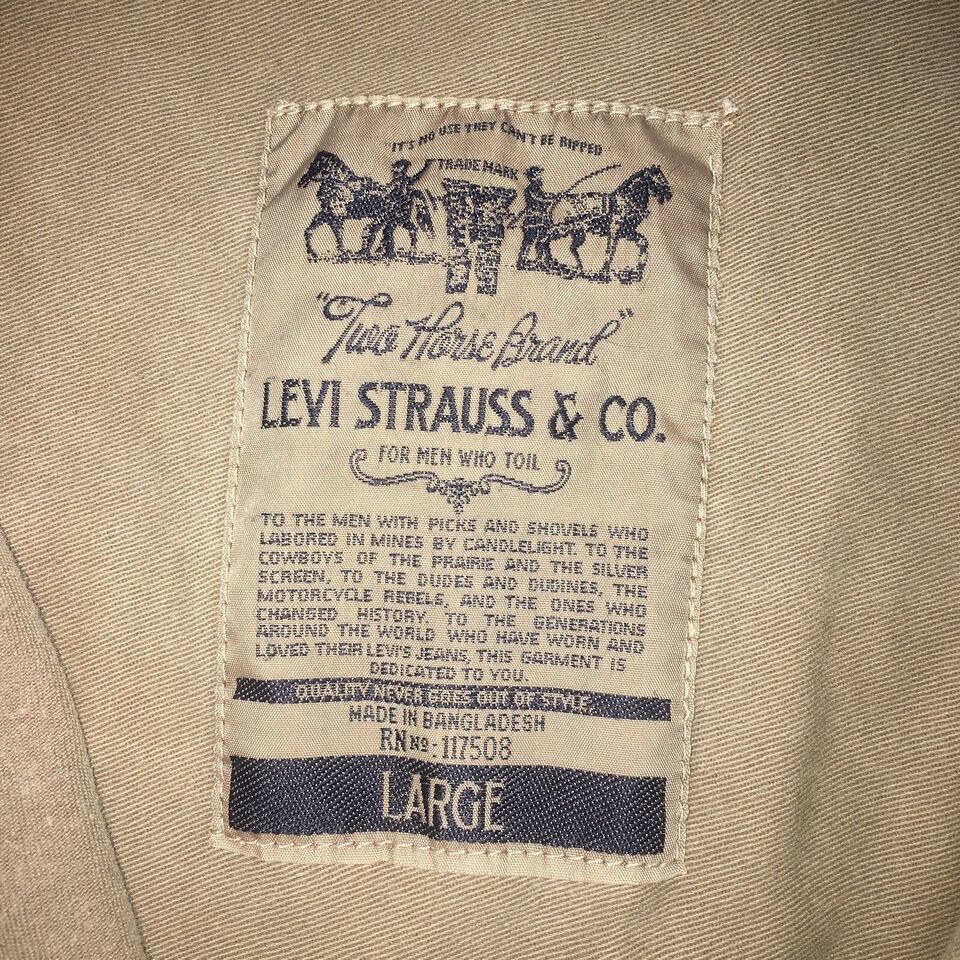 "IT'S NO USE THEY CAN'T BE RIPPED
TRADE MARK
"Two Horse Brand"
LEVI STRAUSS & CO.
FOR MEN WHO TOIL
TO THE MEN WITH PICKS AND SHOVELS WHO
LABORED IN MINES BY CANDLELIGHT. TO THE
COWBOYS OF THE PRAIRIE AND THE SILVER
SCREEN, TO THE DUDES AND DUDINES, THE
MOTORCYCLE REBELS, AND THE ONES WHO
CHANGED HISTORY. TO THE GENERATIONS
AROUND THE WORLD WHO HAVE WORN AND
LOVED THEIR LEVI'S JEANS, THIS GARMENT IS
DEDICATED TO YOU.
QUALITY NEVER GOES OUT OF STYLE
MADE IN BANGLADESH
RN No- 117508
LARGE